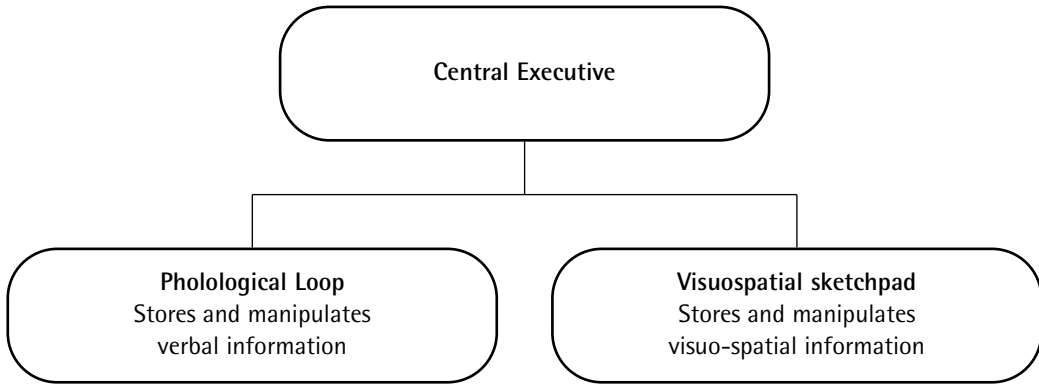 Central Executive
Pholological Loop
Stores and manipulates
verbal information
Visuospatial sketchpad
Stores and manipulates
visuo-spatial information